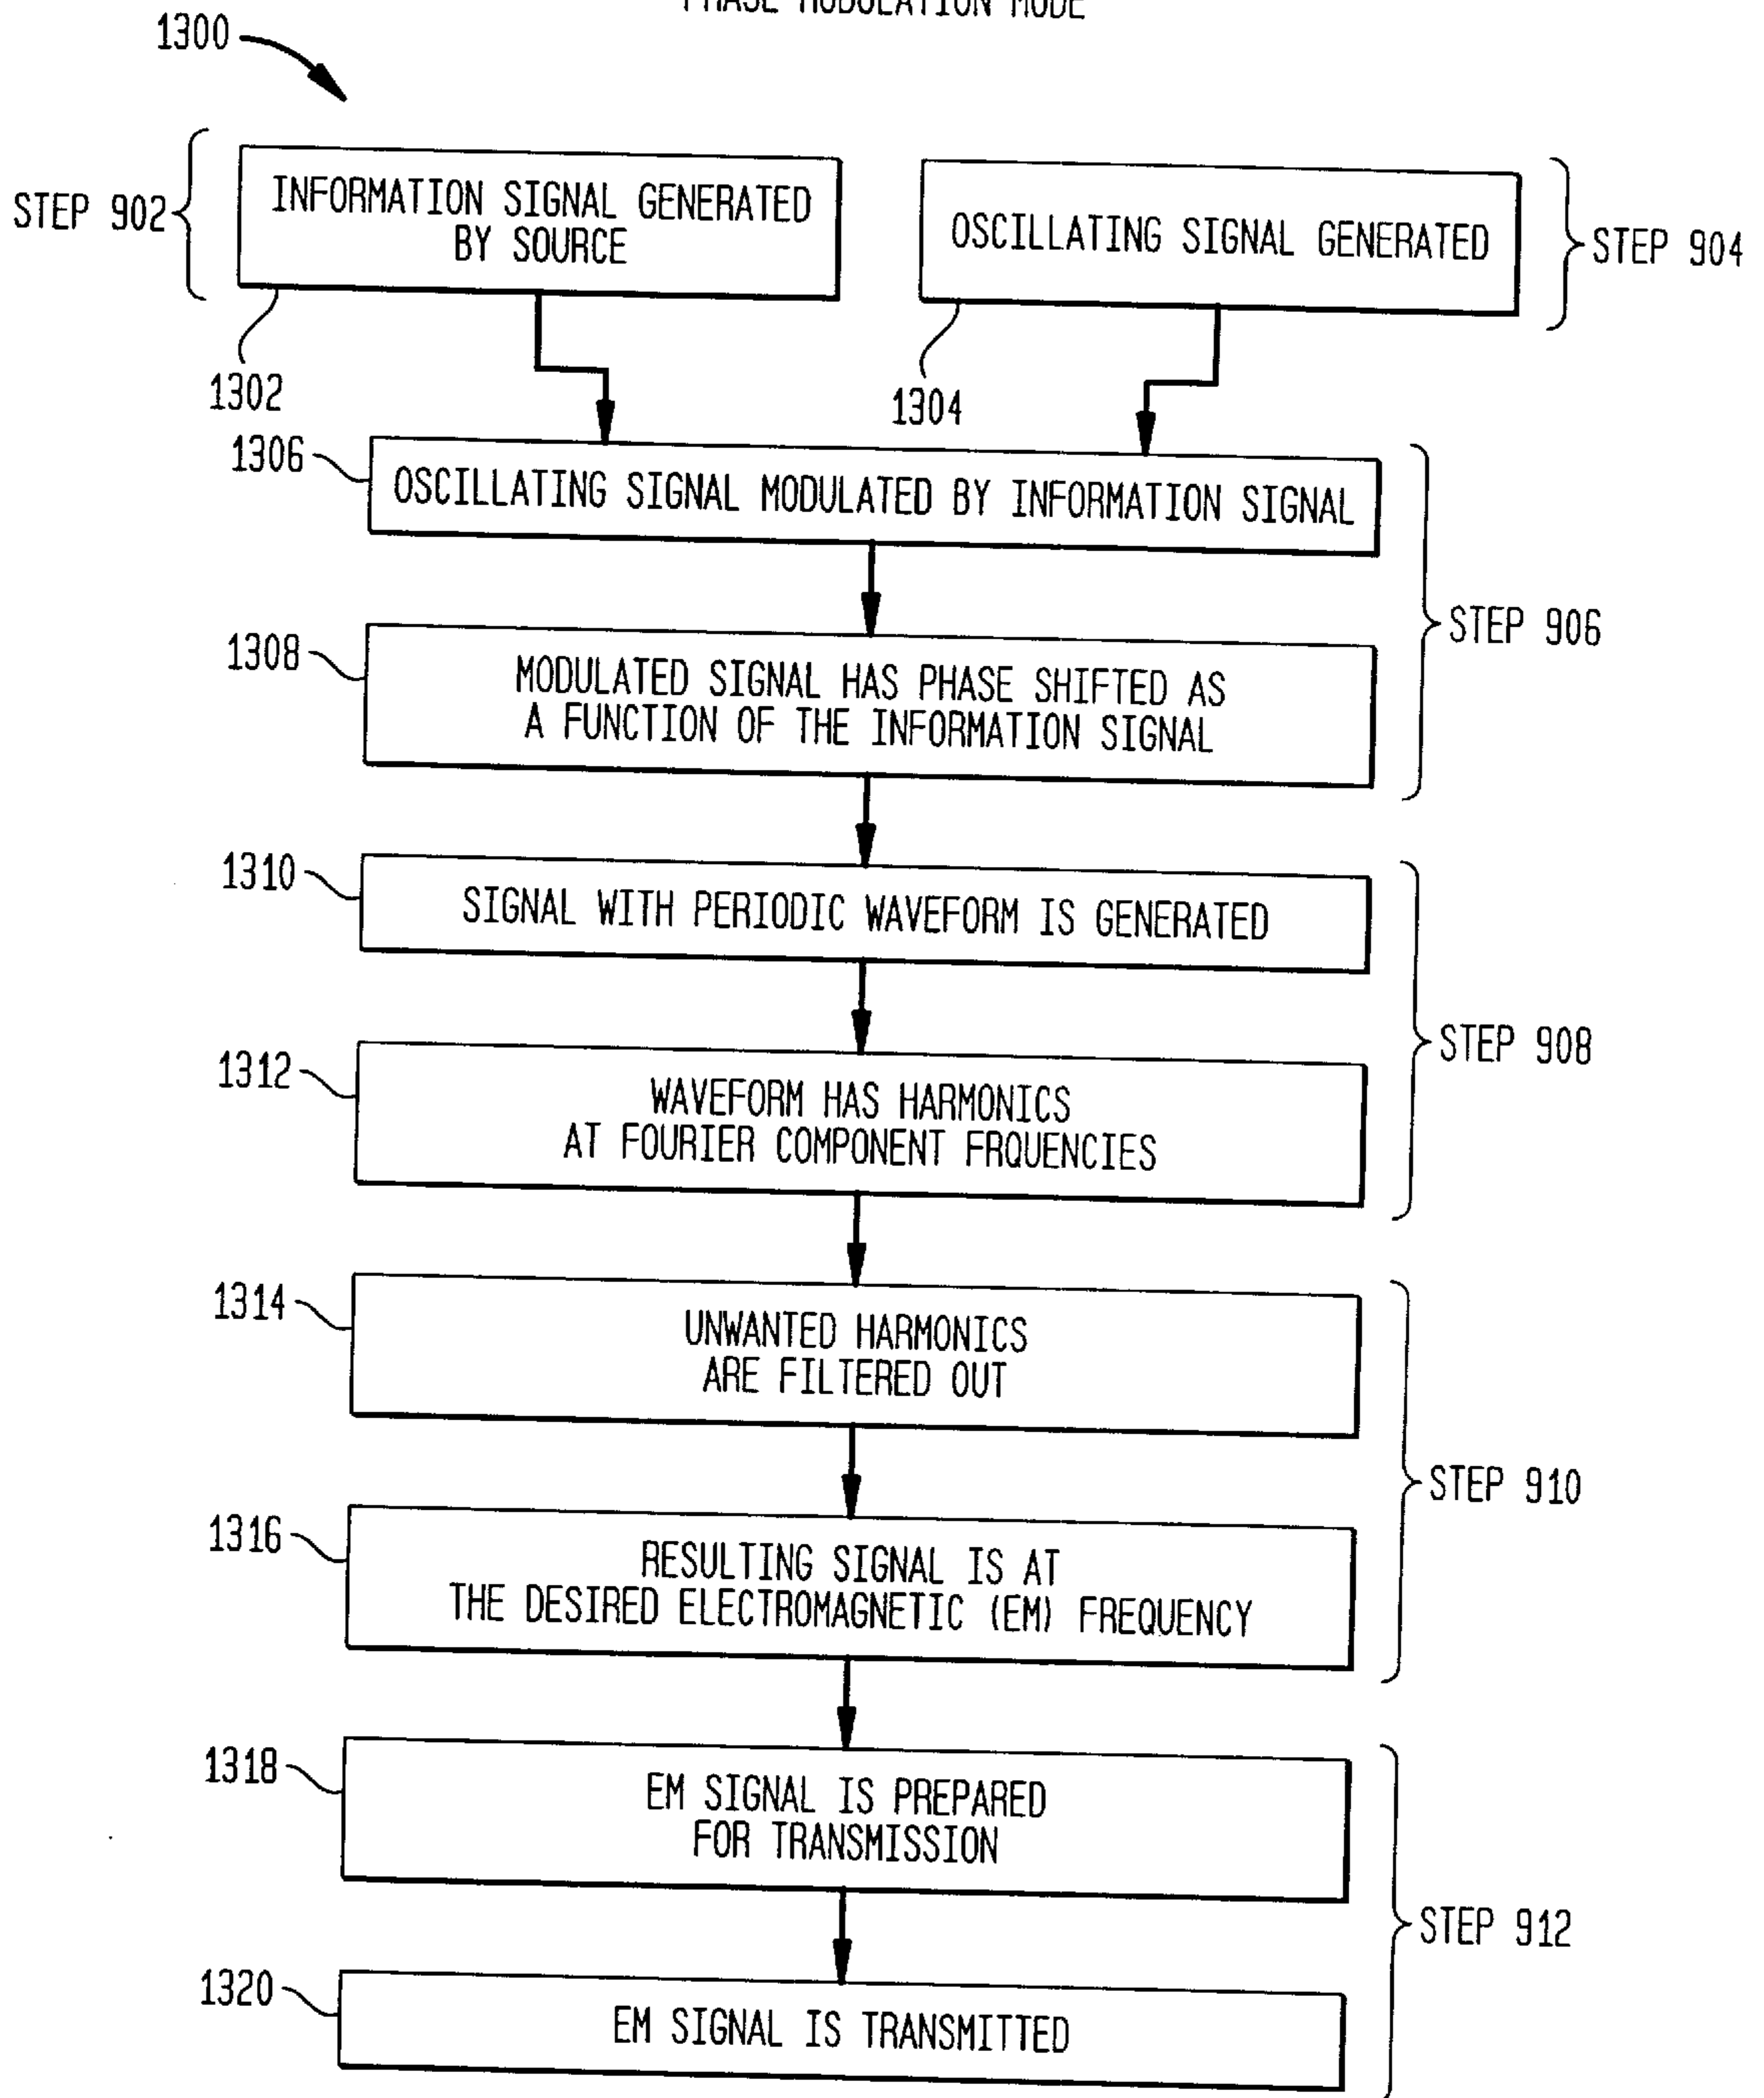 PHASE MODULATION MODE
1300
STEP 902
INFORMATION SIGNAL GENERATED
BY SOURCE
1302
OSCILLATING SIGNAL GENERATED
STEP 904
1304
1306
OSCILLATING SIGNAL MODULATED BY INFORMATION SIGNAL
STEP 906
1308
MODULATED SIGNAL HAS PHASE SHIFTED AS
A FUNCTION OF THE INFORMATION SIGNAL
1310
SIGNAL WITH PERIODIC WAVEFORM IS GENERATED
STEP 908
1312
WAVEFORM HAS HARMONICS
AT FOURIER COMPONENT FRQUENCIES
1314
UNWANTED HARMONICS
ARE FILTERED OUT
STEP 910
1316
RESULTING SIGNAL IS AT
THE DESIRED ELECTROMAGNETIC (EM) FREQUENCY
1318
EM SIGNAL IS PREPARED
FOR TRANSMISSION
STEP 912
1320
EM SIGNAL IS TRANSMITTED